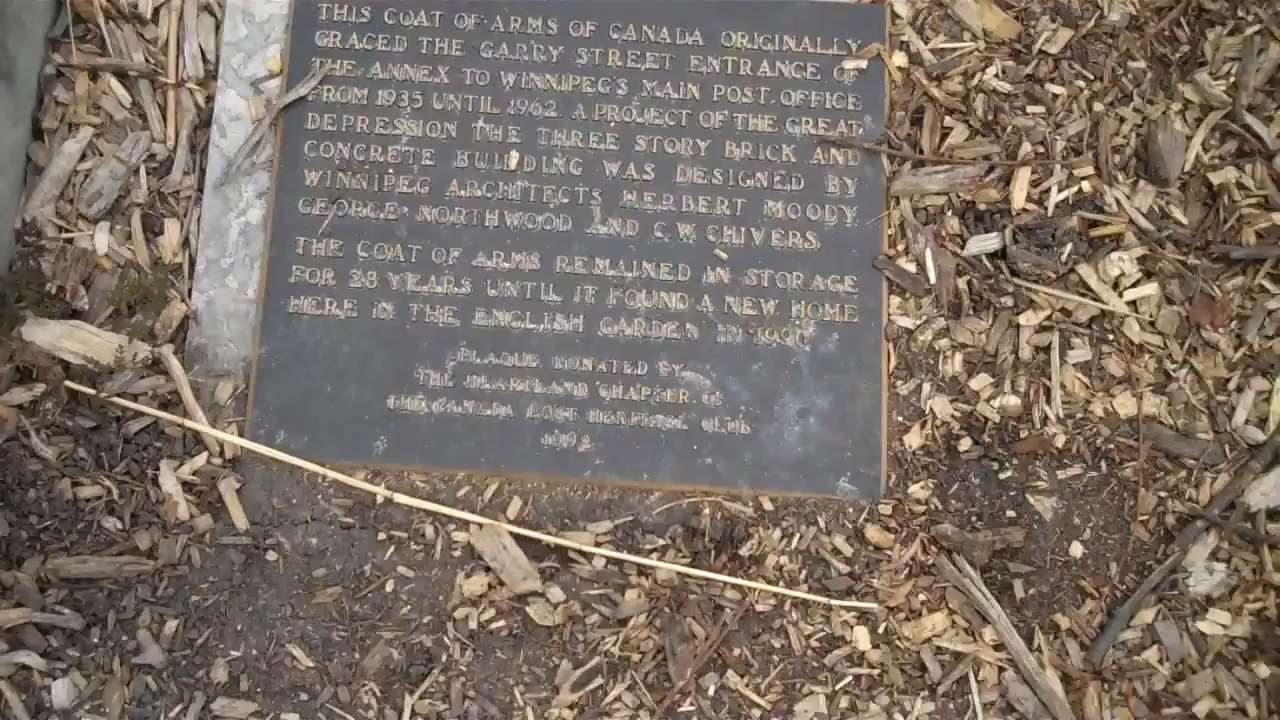 THIS COAT OF ARMS OF CANADA ORIGINALLY
GRACED THE GARRY STREET ENTRANCE OF
THE ANNEX TO WINNIPEG'S MAIN POST OFFICE
FROM 1935 UNTIL 1962. A PROJECT OF THE GREAT
DEPRESSION THE THREE STORY BRICK AND
CONCRETE BUILDING WAS DESIGNED BY
WINNIPEG ARCHITECTS HERBERT MOODY
GEORGE NORTHWOOD AND C.W. CHIVERS.
THE COAT OF ARMS REMAINED IN STORAGE
FOR 28 YEARS UNTIL IT FOUND A NEW HOME
HERE IN THE ENGLISH GARDEN IN 1990
PLAQUE DONATED BY
THE HEARTLAND CHAPTER OF
THE CANADA LOST HERITAGE CLUB
1992